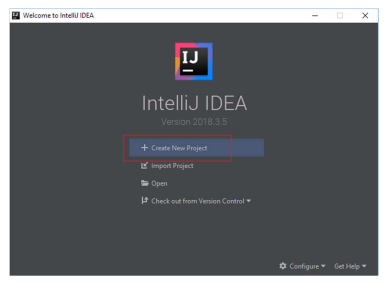 Welcome to IntelliJ IDEA
IJ
IntelliJ IDEA
Version 2018.3.5
Create New Project
Import Project
Open
Check out from Version Control
Configure Get Help